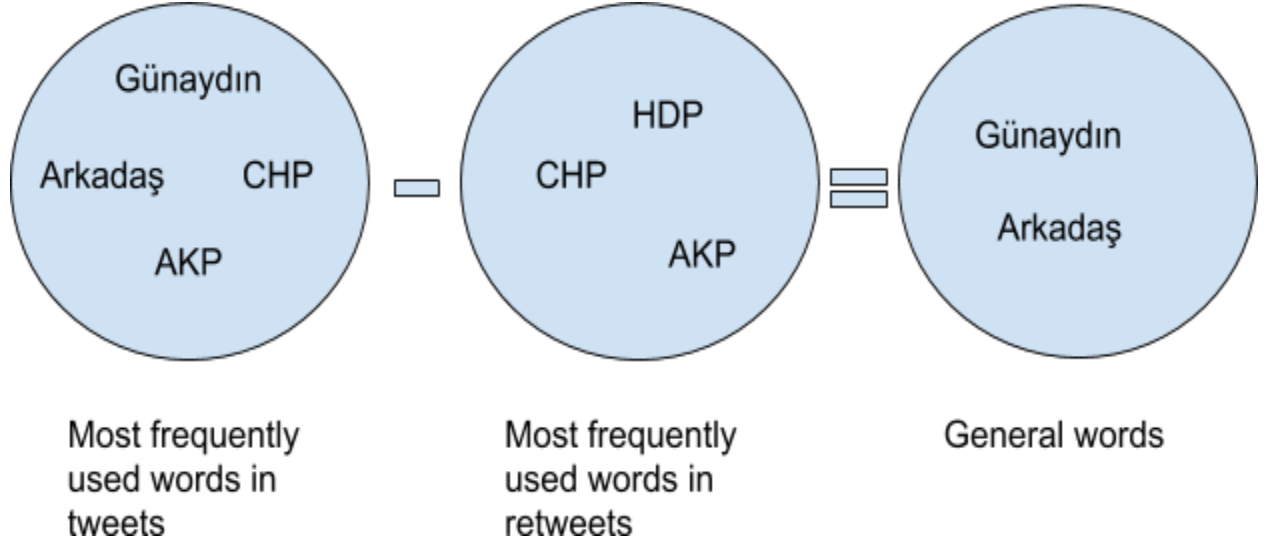 Günaydın
Arkadaş CHP
AKP
HDP
CHP
AKP
Günaydın
Arkadaş
Most frequently
used words in
tweets
Most frequently
used words in
retweets
General words